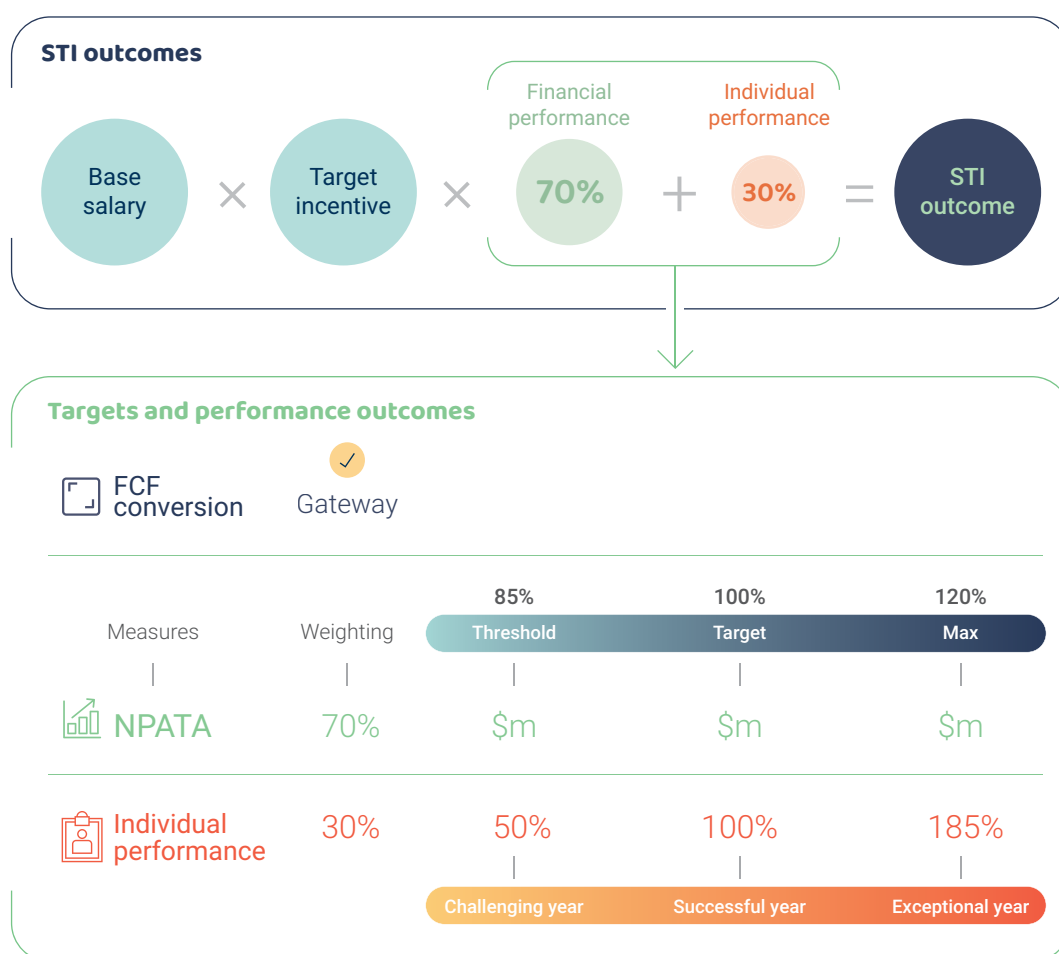 STI outcomes
Financial
performance
Individual
performance
Base
salary
×
Target
incentive
×
70%
+
30%
=
STI
outcome
Targets and performance outcomes
FCF
conversion
Gateway
85% 100% 120%
Measures Weighting Threshold Target Max
NPATA 70% $m $m $m
Individual
performance
30% 50% 100% 185%
Challenging year Successful year Exceptional year